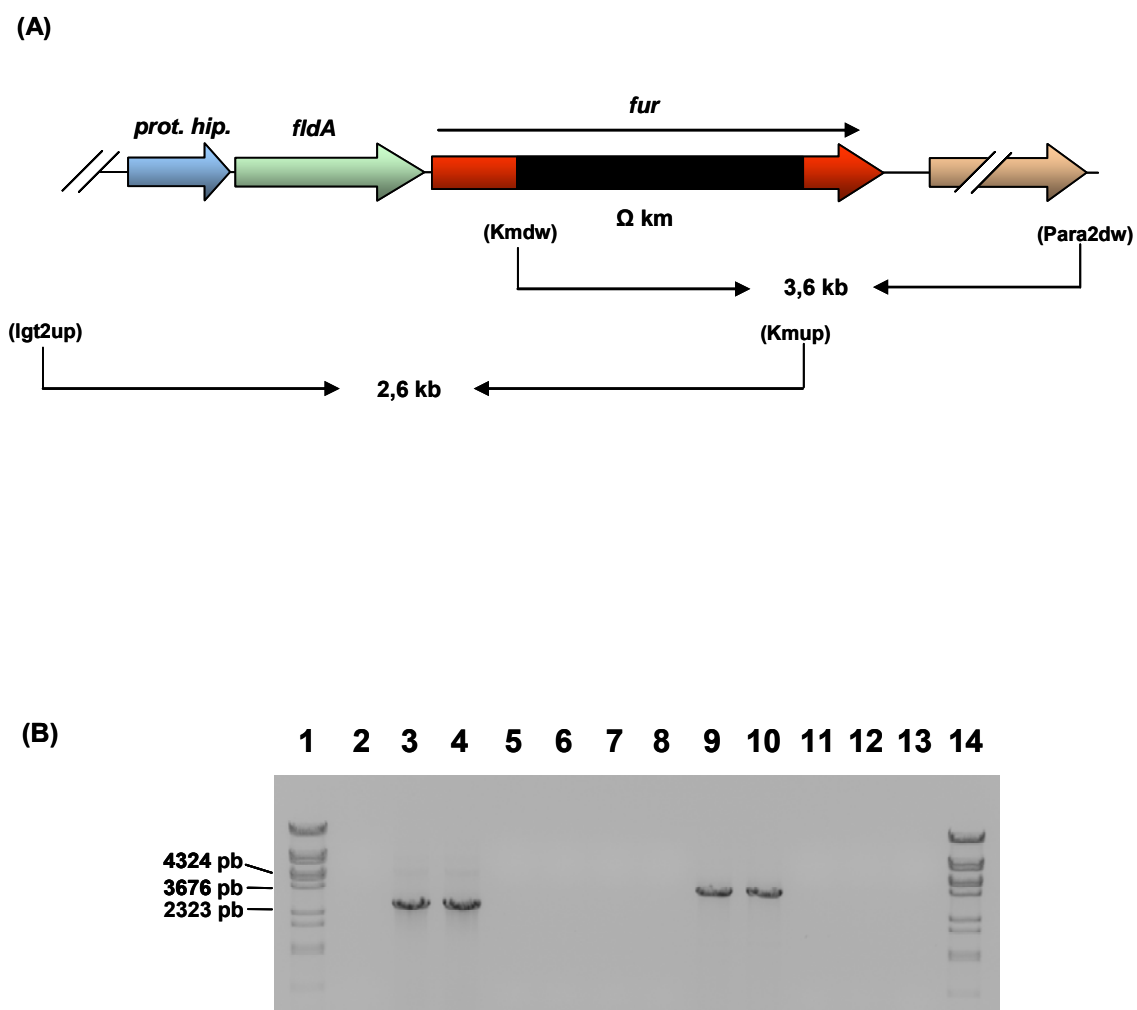 (A)
prot. hip.
fldA
fur
Ω km
(Kmdw)
(Para2dw)
3,6 kb
(Igt2up)
(Kmup)
2,6 kb
(B)
1 2 3 4 5 6 7 8 9 10 11 12 13 14
4324 pb
3676 pb
2323 pb